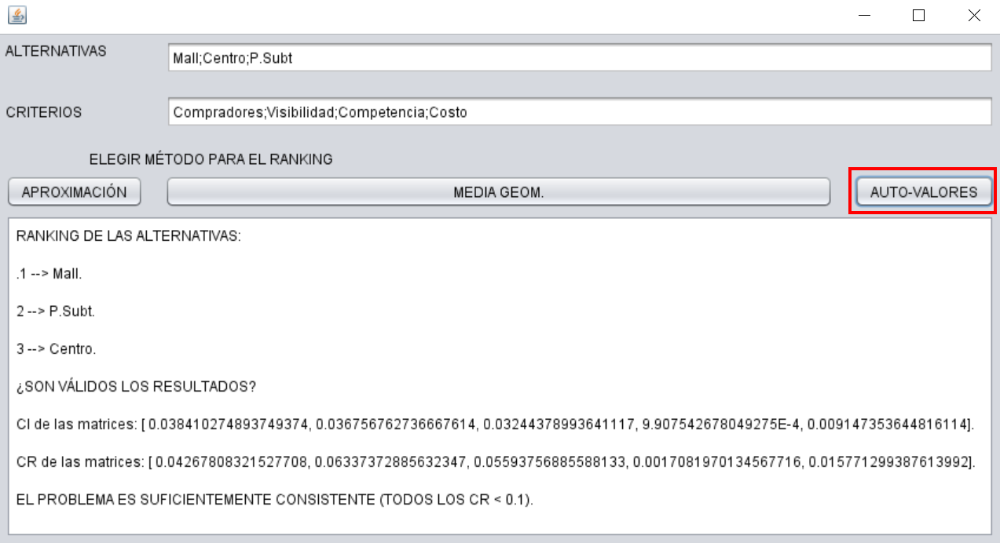 ALTERNATIVAS
Mall;Centro;P.Subt
CRITERIOS
Compradores;Visibilidad;Competencia;Costo
ELEGIR MÉTODO PARA EL RANKING
APROXIMACIÓN
MEDIA GEOM.
AUTO-VALORES
RANKING DE LAS ALTERNATIVAS:
.1 --> Mall.
2 --> P.Subt.
3 --> Centro.
¿SON VÁLIDOS LOS RESULTADOS?
CI de las matrices: [ 0.038410274893749374, 0.036756762736667614, 0.03244378993641117, 9.907542678049275E-4, 0.009147353644816114].
CR de las matrices: [ 0.04267808321527708, 0.06337372885632347, 0.05593756885588133, 0.0017081970134567716, 0.015771299387613992].
EL PROBLEMA ES SUFICIENTEMENTE CONSISTENTE (TODOS LOS CR < 0.1).